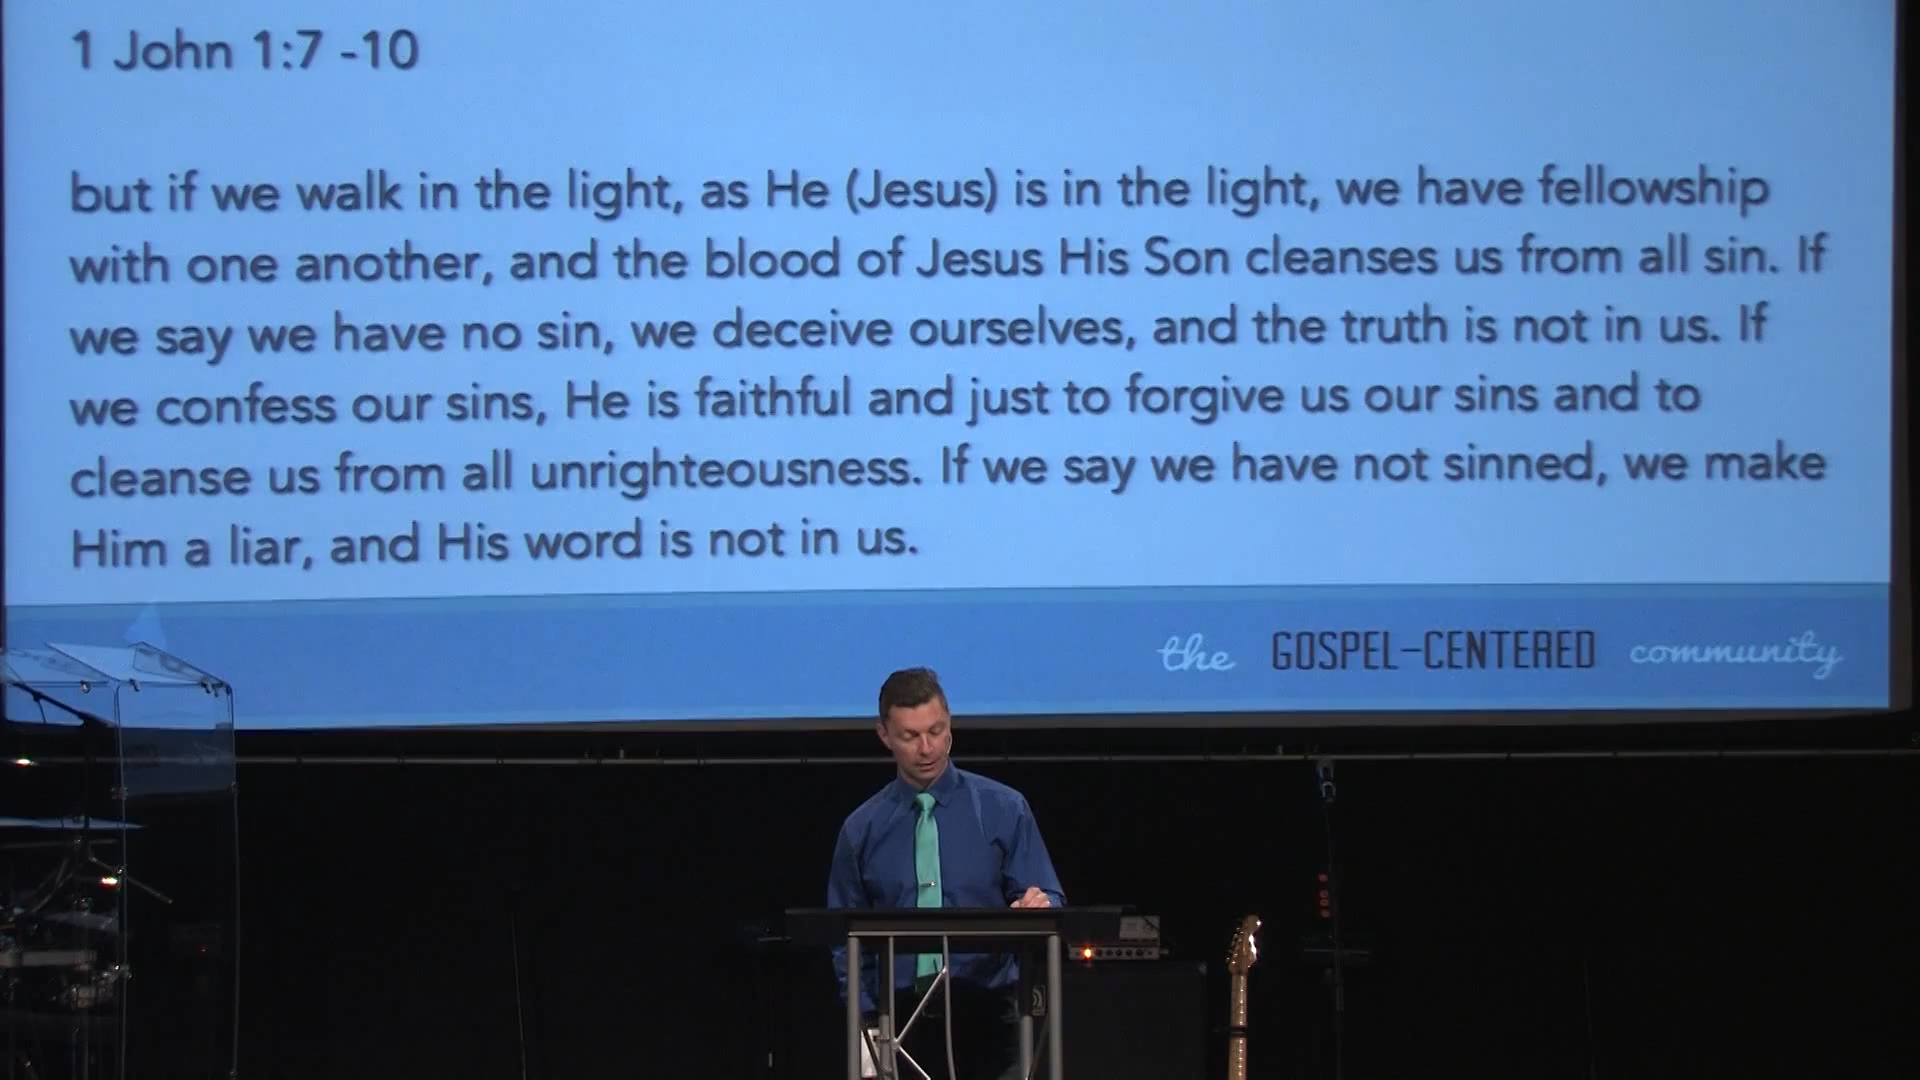 1 John 1:7 -10
but if we walk in the light, as He (Jesus) is in the light, we have fellowship
with one another, and the blood of Jesus His Son cleanses us from all sin. If
we say we have no sin, we deceive ourselves, and the truth is not in us. If
we confess our sins, He is faithful and just to forgive us our sins and to
cleanse us from all unrighteousness. If we say we have not sinned, we make
Him a liar, and His word is not in us.
the GOSPEL-CENTERED community